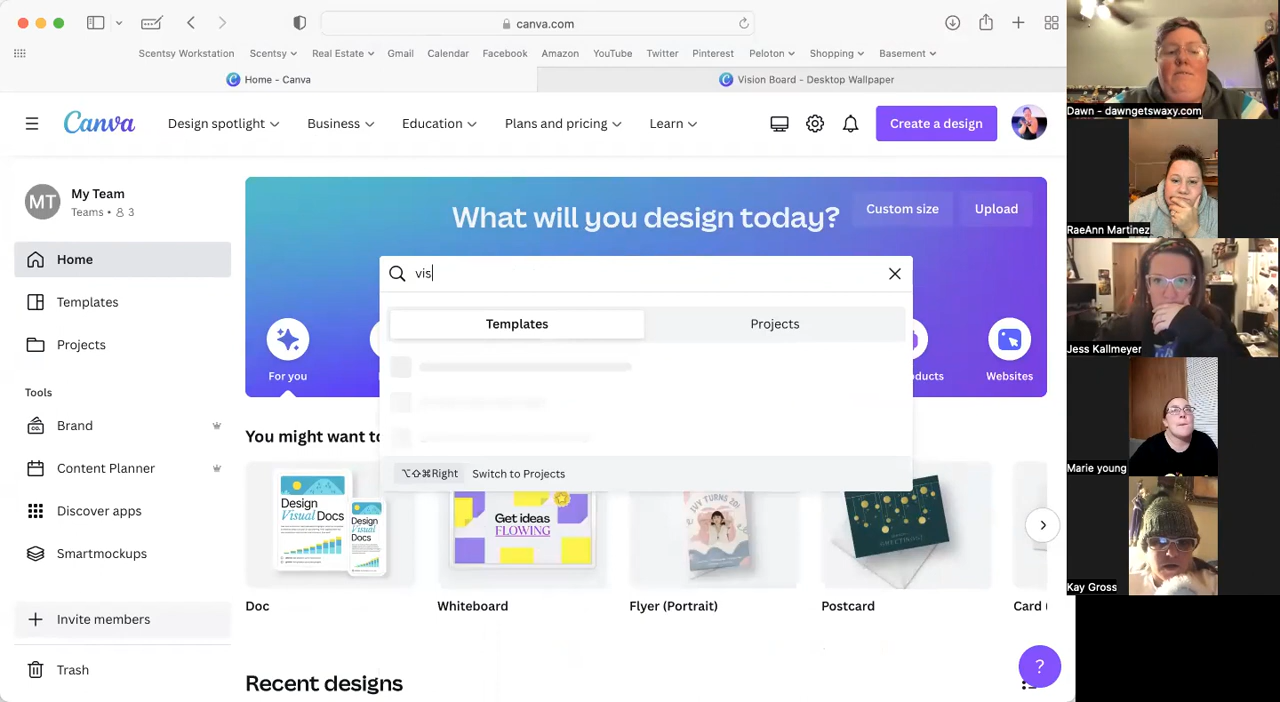 canva.com
Scentsy Workstation Scentsy Real Estate Gmail Calendar Facebook Amazon YouTube Twitter Pinterest Peloton Shopping Basement
Home - Canva Vision Board - Desktop Wallpaper
Canva Design spotlight Business Education Plans and pricing Learn Create a design
MT My Team
Teams • 3
Home
Templates
Projects
Tools
Brand
Content Planner
Discover apps
Smartmockups
Invite members
Trash
What will you design today? Custom size Upload
vis
Templates Projects
For you Websites
⌥⇧⌘Right Switch to Projects
You might want to
Design Visual Docs
Design Visual Docs
Get ideas
FLOWING
Doc Whiteboard Flyer (Portrait) Postcard Card
Recent designs
?
Dawn - dawngetswaxy.com
RaeAnn Martinez
Jess Kallmeyer
Marie young
Kay Gross